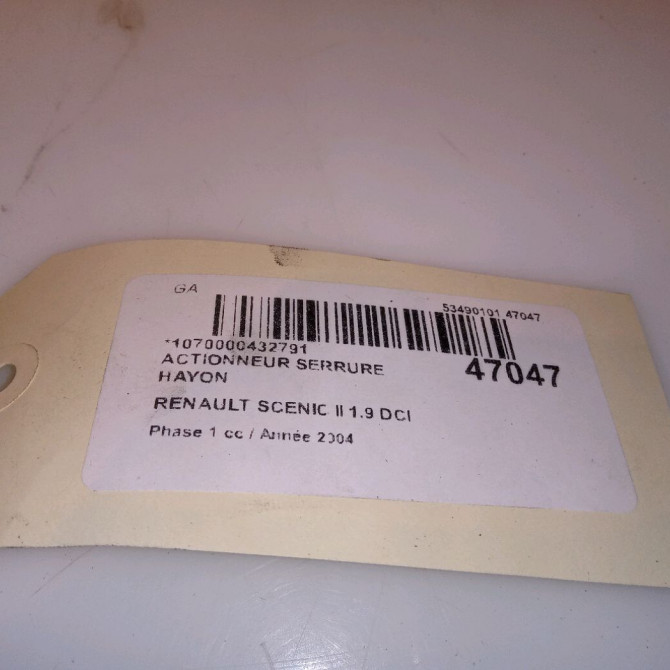 GA
53490101 47047
*1070000432791
47047
ACTIONNEUR SERRURE
HAYON
RENAULT SCENIC II 1.9 DCI
Phase 1 cc / Année 2004